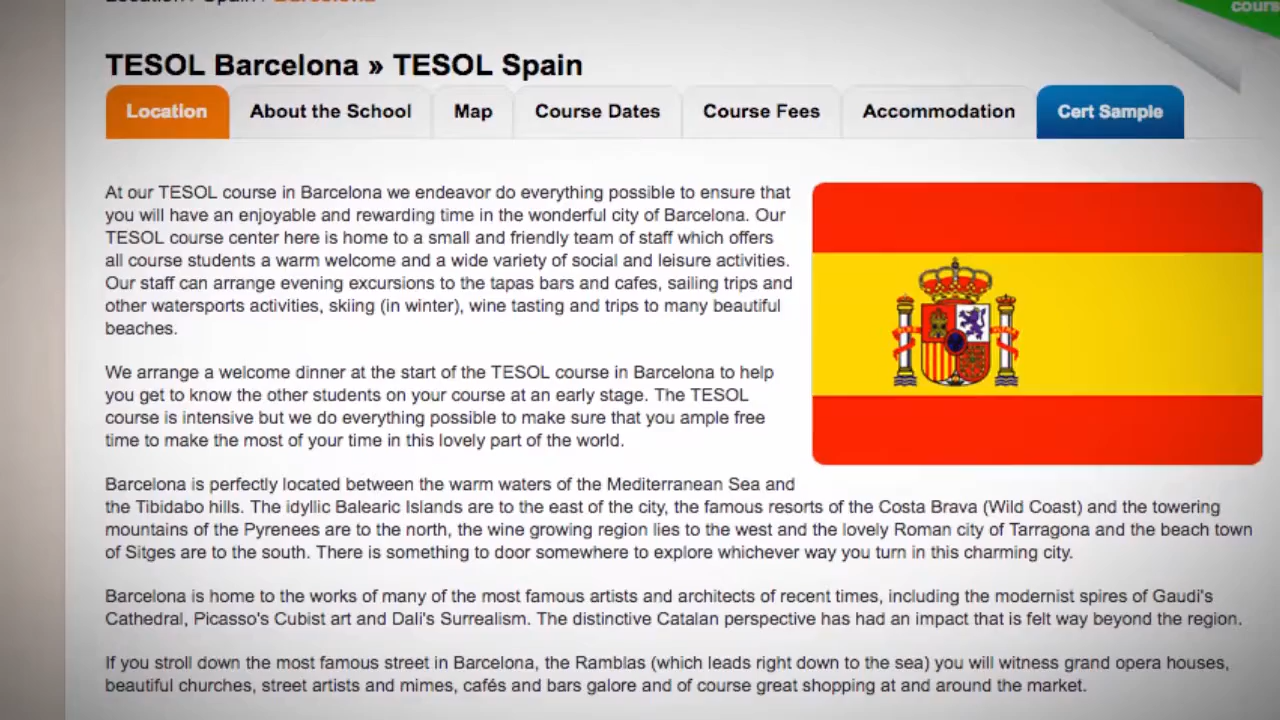 Barcelona
cours
TESOL Barcelona » TESOL Spain
Location About the School Map Course Dates Course Fees Accommodation Cert Sample
At our TESOL course in Barcelona we endeavor do everything possible to ensure that
you will have an enjoyable and rewarding time in the wonderful city of Barcelona. Our
TESOL course center here is home to a small and friendly team of staff which offers
all course students a warm welcome and a wide variety of social and leisure activities.
Our staff can arrange evening excursions to the tapas bars and cafes, sailing trips and
other watersports activities, skiing (in winter), wine tasting and trips to many beautiful
beaches.
We arrange a welcome dinner at the start of the TESOL course in Barcelona to help
you get to know the other students on your course at an early stage. The TESOL
course is intensive but we do everything possible to make sure that you ample free
time to make the most of your time in this lovely part of the world.
Barcelona is perfectly located between the warm waters of the Mediterranean Sea and
the Tibidabo hills. The idyllic Balearic Islands are to the east of the city, the famous resorts of the Costa Brava (Wild Coast) and the towering
mountains of the Pyrenees are to the north, the wine growing region lies to the west and the lovely Roman city of Tarragona and the beach town
of Sitges are to the south. There is something to door somewhere to explore whichever way you turn in this charming city.
Barcelona is home to the works of many of the most famous artists and architects of recent times, including the modernist spires of Gaudi's
Cathedral, Picasso's Cubist art and Dali's Surrealism. The distinctive Catalan perspective has had an impact that is felt way beyond the region.
If you stroll down the most famous street in Barcelona, the Ramblas (which leads right down to the sea) you will witness grand opera houses,
beautiful churches, street artists and mimes, cafés and bars galore and of course great shopping at and around the market.